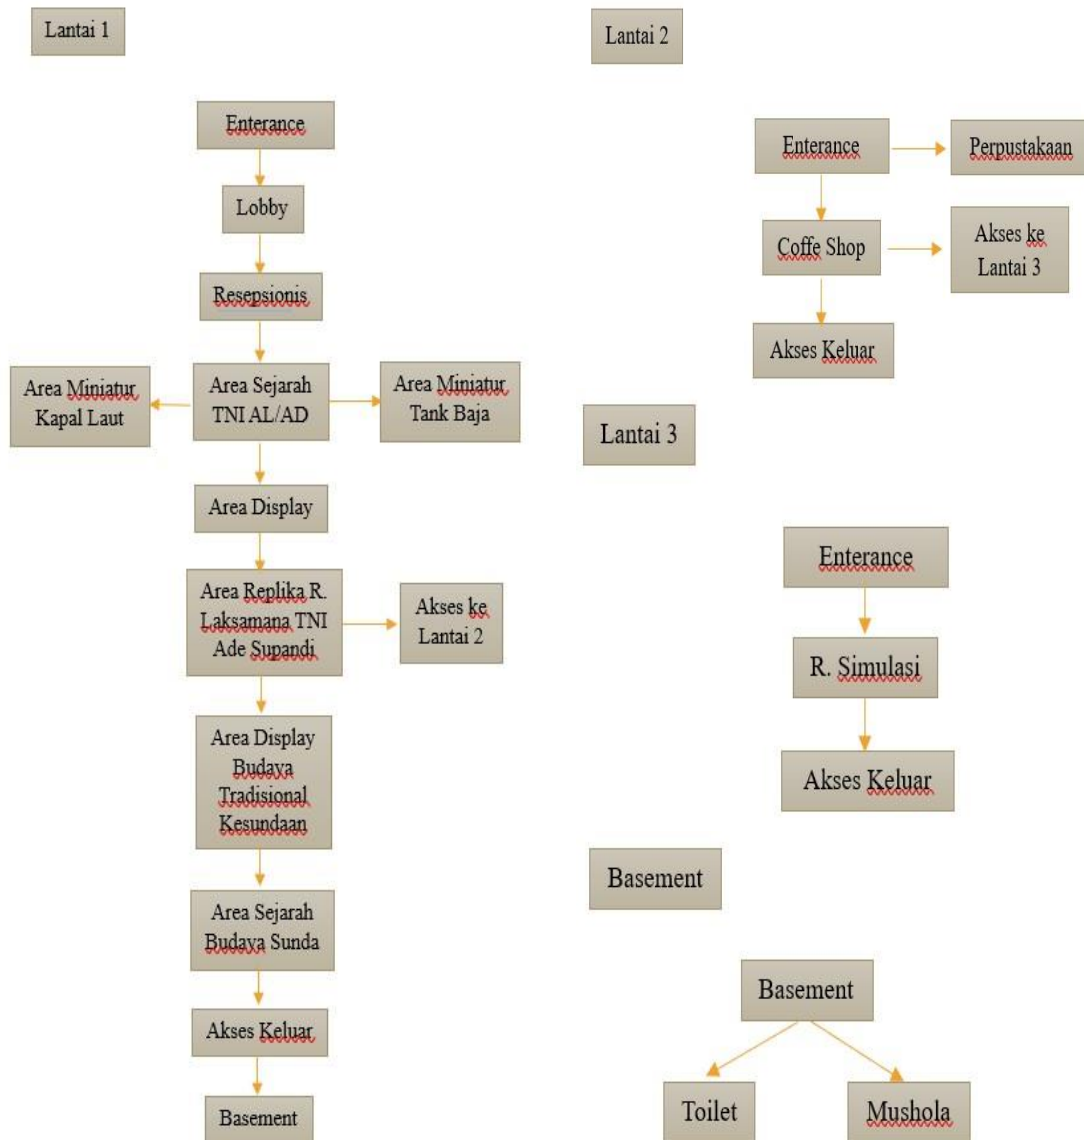 Lantai 1
Enterance
Lobby
Resepsionis
Area Miniatur
Kapal Laut
Area Sejarah
TNI AL/AD
Area Miniatur
Tank Baja
Area Display
Area Replika R.
Laksamana TNI
Ade Supandi
Akses ke
Lantai 2
Area Display
Budaya
Tradisional
Kesundaan
Area Sejarah
Budaya Sunda
Akses Keluar
Basement
Lantai 2
Enterance
Perpustakaan
Coffe Shop
Akses ke
Lantai 3
Akses Keluar
Lantai 3
Enterance
R. Simulasi
Akses Keluar
Basement
Basement
Toilet
Mushola